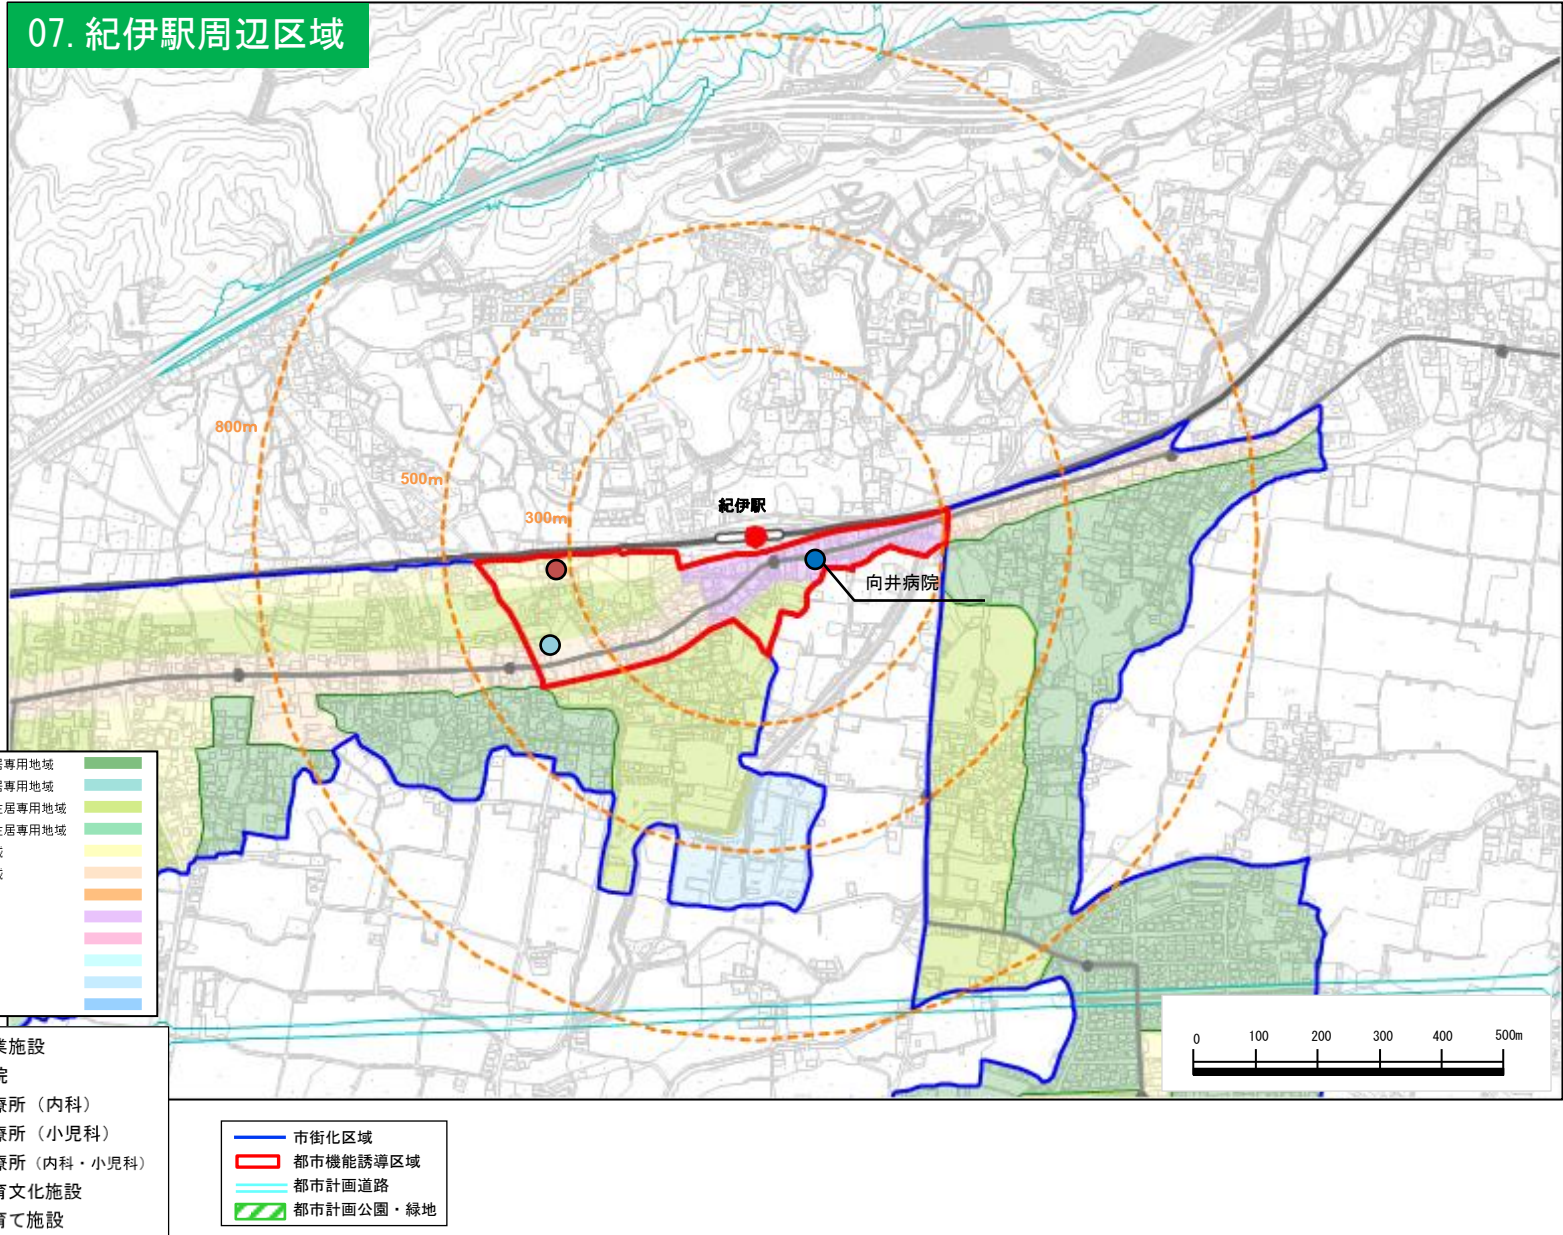 07. 紀伊駅周辺区域
800m
500m
300m
紀伊駅
向井病院
居専用地域
居専用地域
住居専用地域
住居専用地域
域
域
0 100 200 300 400 500m
業施設
院
療所（内科）
療所（小児科）
療所（内科・小児科）
育文化施設
育て施設
市街化区域
都市機能誘導区域
都市計画道路
都市計画公園・緑地